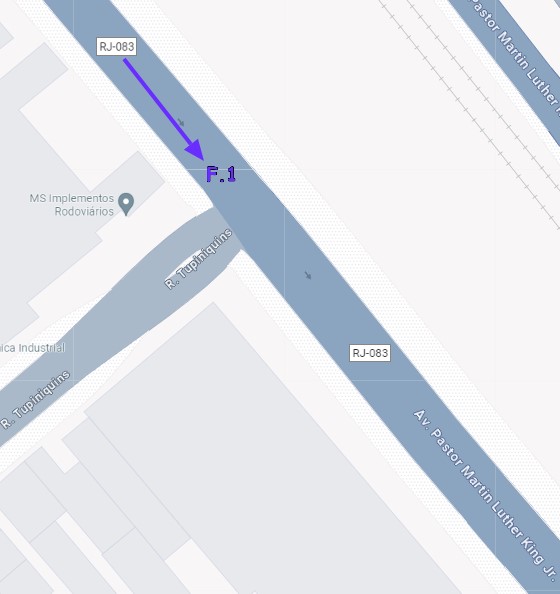 Pastor Martin Luther
RJ-083
F.1
MS Implementos
Rodoviários
R. Tupiniquins
ica Industrial
RJ-083
R. Tupiniquins
Av. Pastor Martin Luther King Jr.